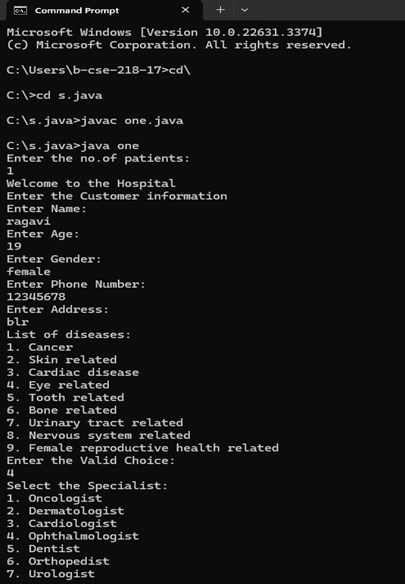 Command Prompt
Microsoft Windows [Version 10.0.22631.3374]
(c) Microsoft Corporation. All rights reserved.
C:\Users\b-cse-218-17>cd\
C:\>cd s.java
C:\s.java>javac one.java
C:\s.java>java one
Enter the no.of patients:
1
Welcome to the Hospital
Enter the Customer information
Enter Name:
ragavi
Enter Age:
19
Enter Gender:
female
Enter Phone Number:
12345678
Enter Address:
blr
List of diseases:
1. Cancer
2. Skin related
3. Cardiac disease
4. Eye related
5. Tooth related
6. Bone related
7. Urinary tract related
8. Nervous system related
9. Female reproductive health related
Enter the Valid Choice:
4
Select the Specialist:
1. Oncologist
2. Dermatologist
3. Cardiologist
4. Ophthalmologist
5. Dentist
6. Orthopedist
7. Urologist